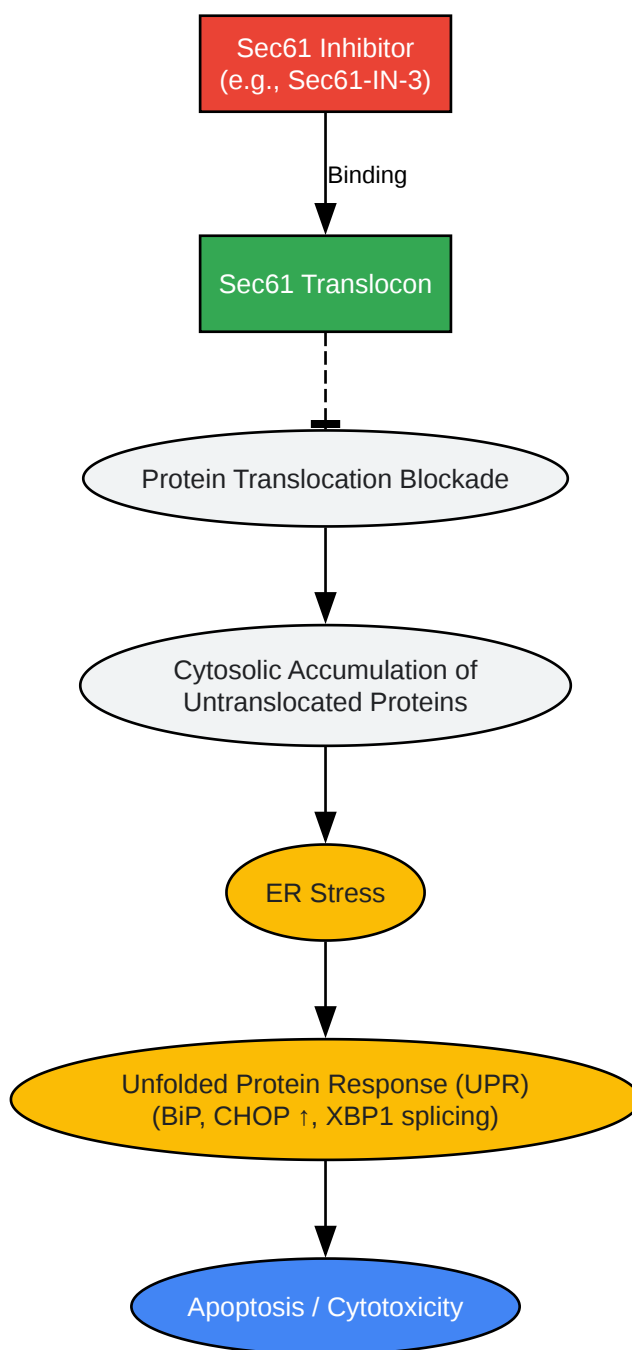 Sec61 Inhibitor
(e.g., Sec61-IN-3)
Binding
Sec61 Translocon
Protein Translocation Blockade
Cytosolic Accumulation of
Untranslocated Proteins
ER Stress
Unfolded Protein Response (UPR)
(BiP, CHOP ↑, XBP1 splicing)
Apoptosis / Cytotoxicity